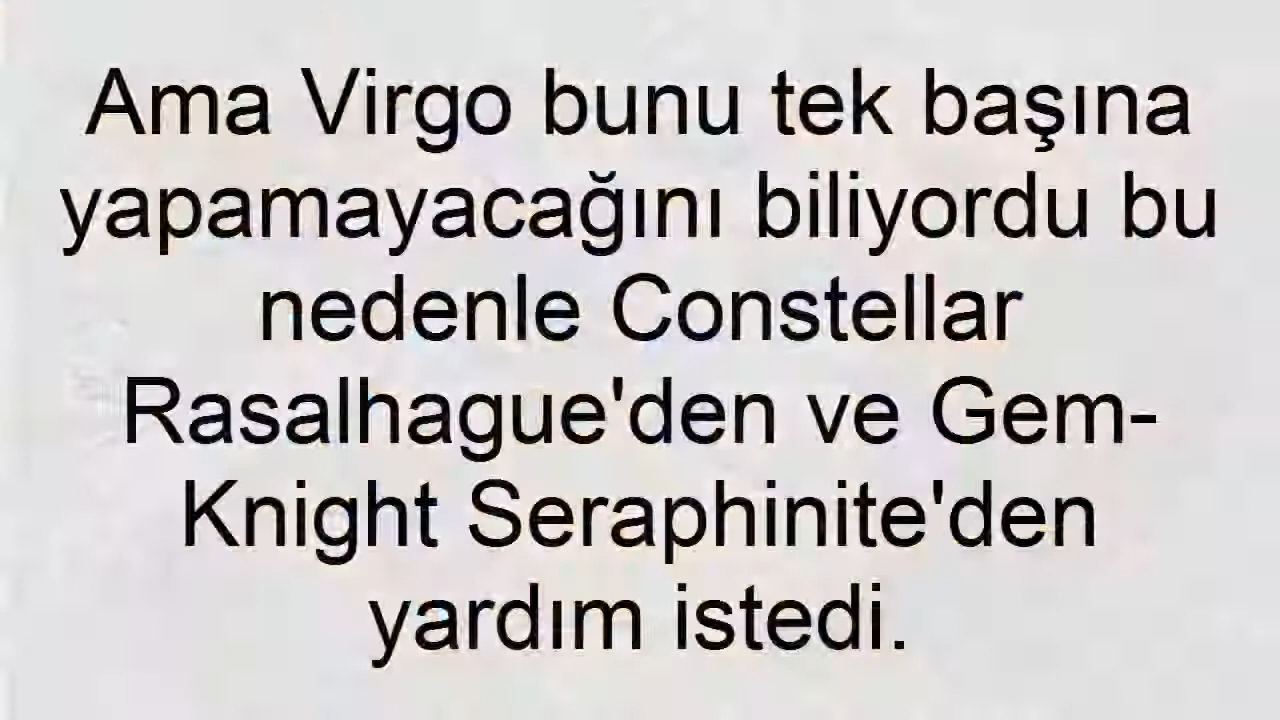 Ama Virgo bunu tek başına
yapamayacağını biliyordu bu
nedenle Constellar
Rasalhague'den ve Gem-
Knight Seraphinite'den
yardım istedi.